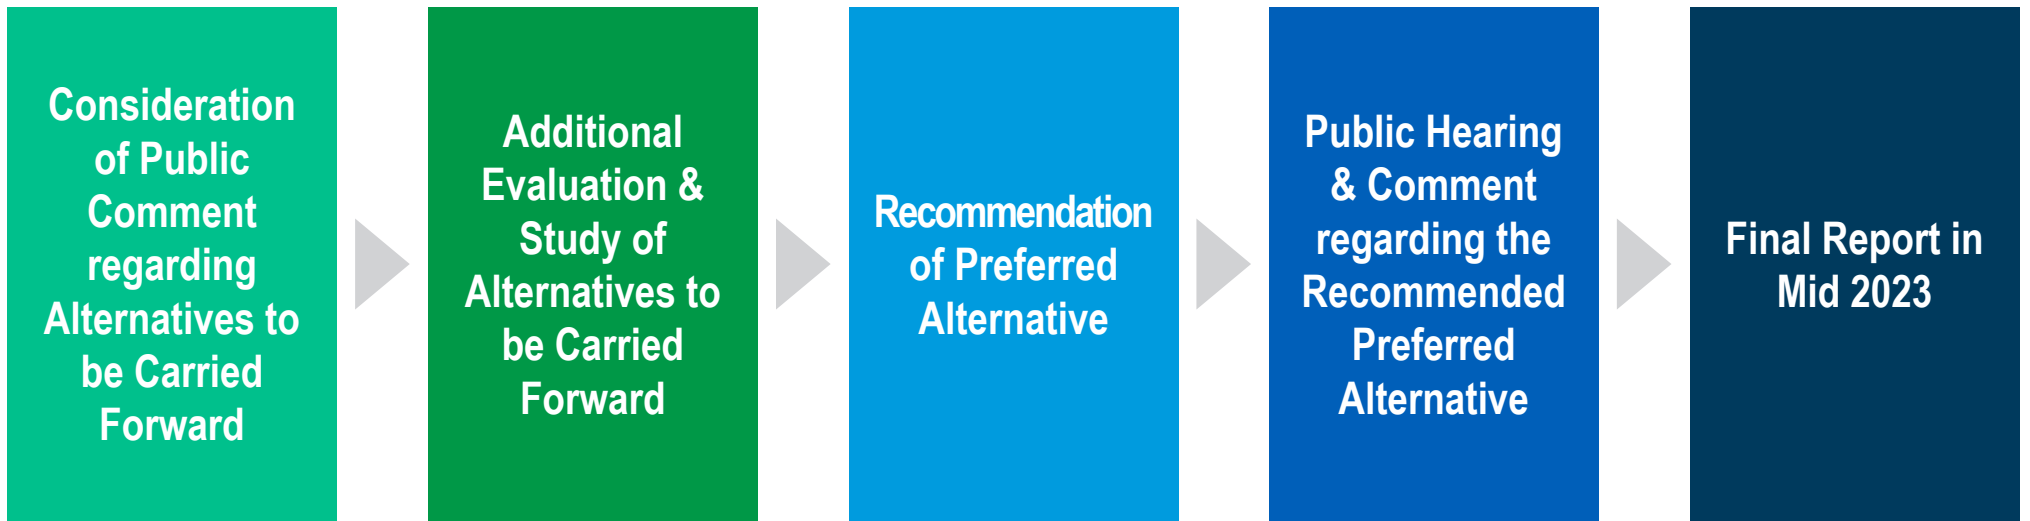 Consideration
of Public
Comment
regarding
Alternatives to
be Carried
Forward
Additional
Evaluation &
Study of
Alternatives to
be Carried
Forward
Recommendation
of Preferred
Alternative
Public Hearing
& Comment
regarding the
Recommended
Preferred
Alternative
Final Report in
Mid 2023